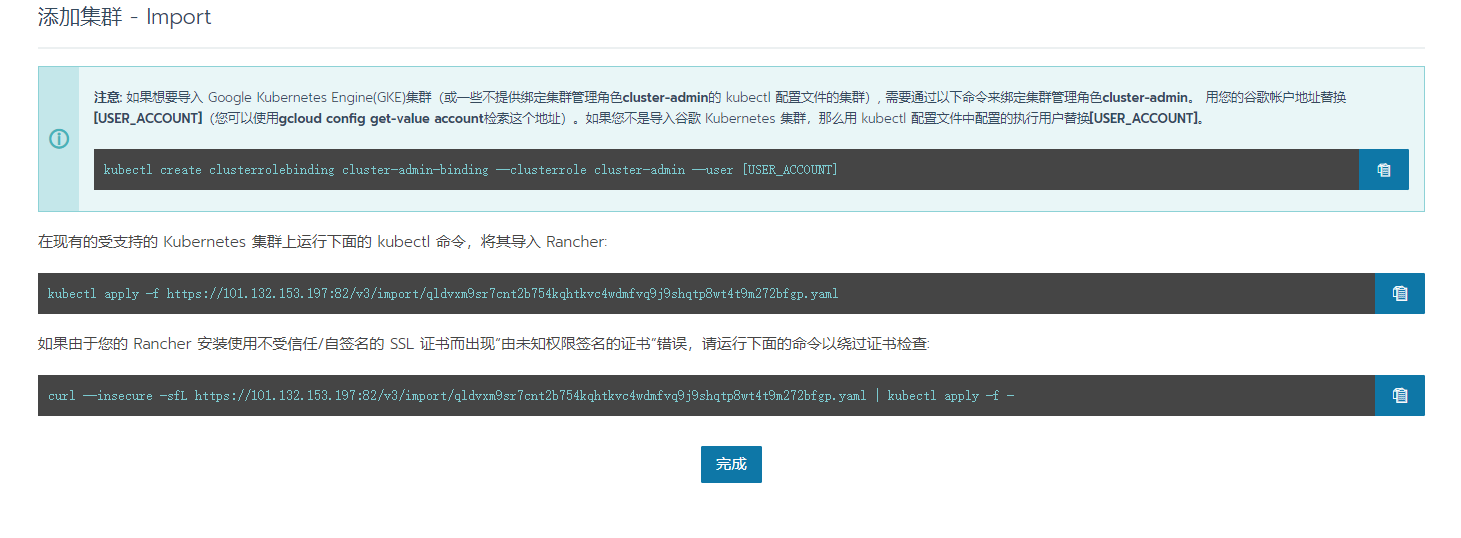 添加集群 - Import
注意: 如果想要导入 Google Kubernetes Engine(GKE)集群（或一些不提供绑定集群管理角色cluster-admin的 kubectl 配置文件的集群）, 需要通过以下命令来绑定集群管理角色cluster-admin。 用您的谷歌帐户地址替换
[USER_ACCOUNT]（您可以使用gcloud config get-value account检索这个地址）。如果您不是导入谷歌 Kubernetes 集群，那么用 kubectl 配置文件中配置的执行用户替换[USER_ACCOUNT]。
kubectl create clusterrolebinding cluster-admin-binding --clusterrole cluster-admin --user [USER_ACCOUNT]
在现有的受支持的 Kubernetes 集群上运行下面的 kubectl 命令，将其导入 Rancher:
kubectl apply -f https://101.132.153.197:82/v3/import/qldvxm9sr7cnt2b754kqhtkvc4wdmfvq9j9shqtp8wt4t9m272bfgp.yaml
如果由于您的 Rancher 安装使用不受信任/自签名的 SSL 证书而出现"由未知权限签名的证书"错误，请运行下面的命令以绕过证书检查:
curl --insecure -sfL https://101.132.153.197:82/v3/import/qldvxm9sr7cnt2b754kqhtkvc4wdmfvq9j9shqtp8wt4t9m272bfgp.yaml | kubectl apply -f -
完成